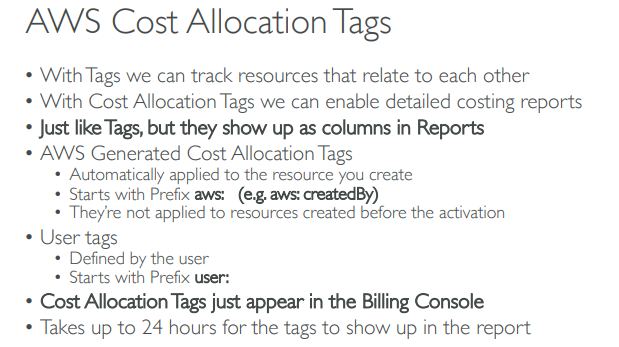 AWS Cost Allocation Tags
• With Tags we can track resources that relate to each other
• With Cost Allocation Tags we can enable detailed costing reports
• Just like Tags, but they show up as columns in Reports
• AWS Generated Cost Allocation Tags
• Automatically applied to the resource you create
• Starts with Prefix aws: (e.g. aws: createdBy)
• They're not applied to resources created before the activation
• User tags
• Defined by the user
• Starts with Prefix user:
• Cost Allocation Tags just appear in the Billing Console
• Takes up to 24 hours for the tags to show up in the report